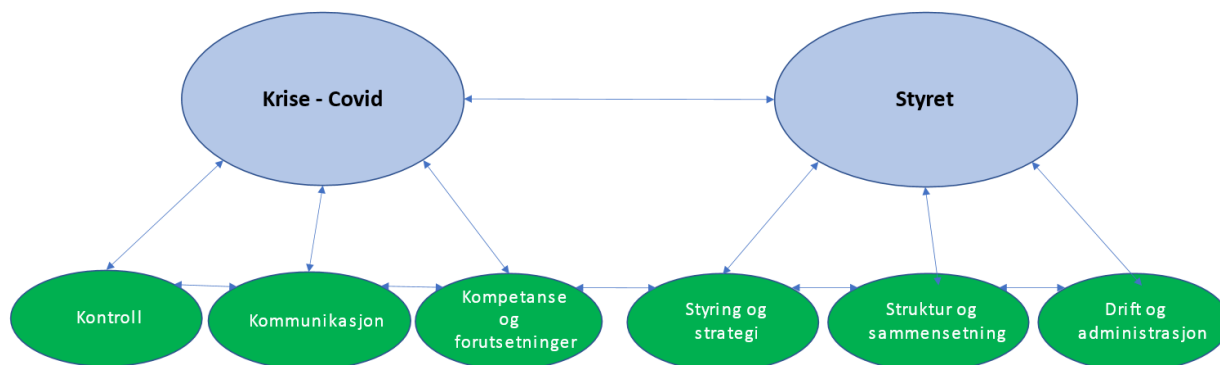 Krise - Covid
Styret
Kontroll
Kommunikasjon
Kompetanse
og
forutsetninger
Styring og
strategi
Struktur og
sammensetning
Drift og
administrasjon